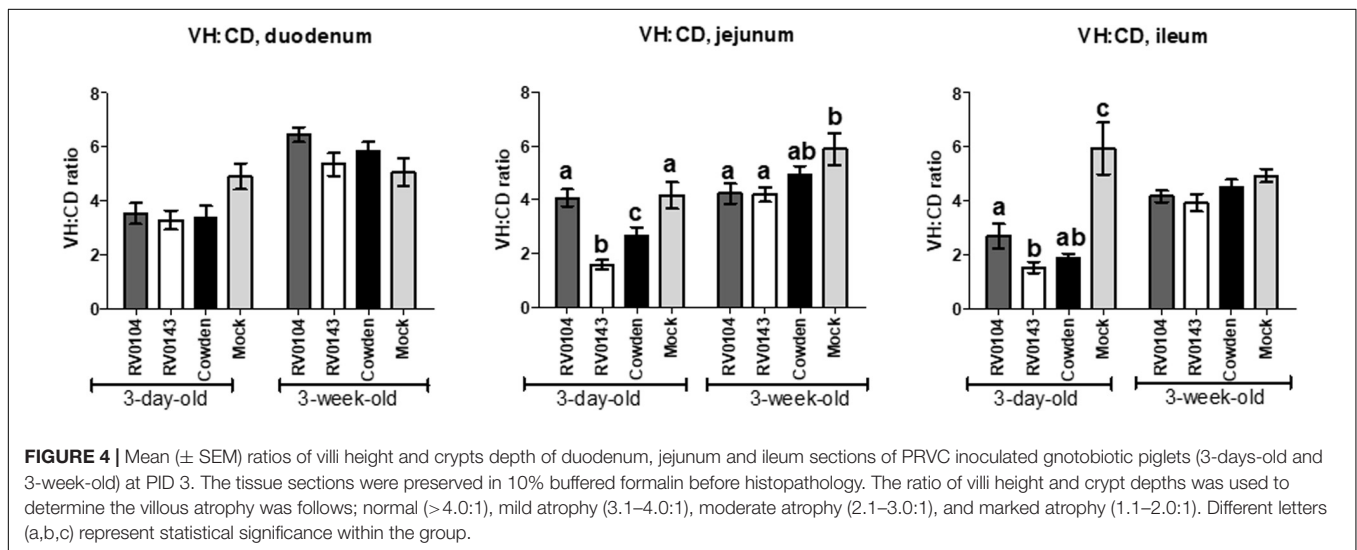 VH:CD, duodenum
VH:CD ratio
8
6
4
2
0
RV0104
RV0143
Cowden
Mock
RV0104
RV0143
Cowden
Mock
3-day-old
3-week-old
VH:CD, jejunum
VH:CD ratio
8
6
4
2
0
a
b
c
a
a
a
ab
b
RV0104
RV0143
Cowden
Mock
RV0104
RV0143
Cowden
Mock
3-day-old
3-week-old
VH:CD, ileum
VH:CD ratio
8
6
4
2
0
a
b
ab
c
RV0104
RV0143
Cowden
Mock
RV0104
RV0143
Cowden
Mock
3-day-old
3-week-old
FIGURE 4 | Mean (± SEM) ratios of villi height and crypts depth of duodenum, jejunum and ileum sections of PRVC inoculated gnotobiotic piglets (3-days-old and
3-week-old) at PID 3. The tissue sections were preserved in 10% buffered formalin before histopathology. The ratio of villi height and crypt depths was used to
determine the villous atrophy was follows; normal (>4.0:1), mild atrophy (3.1–4.0:1), moderate atrophy (2.1–3.0:1), and marked atrophy (1.1–2.0:1). Different letters
(a,b,c) represent statistical significance within the group.